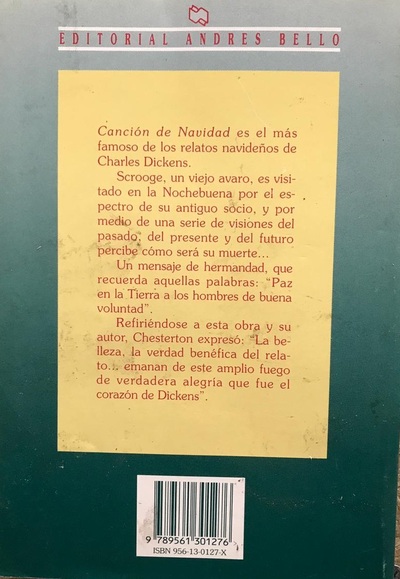 EDITORIAL ANDRES BELLO
Canción de Navidad es el más
famoso de los relatos navideños de
Charles Dickens.
Scrooge, un viejo avaro, es visi-
tado en la Nochebuena por el es-
pectro de su antiguo socio, y por
medio de una serie de visiones del
pasado, del presente y del futuro
percibe cómo será su muerte...
Un mensaje de hermandad, que
recuerda aquellas palabras: “Paz
en la Tierra a los hombres de buena
voluntad”.
Refiriéndose a esta obra y su
autor, Chesterton expresó: “La be-
lleza, la verdad benéfica del rela-
to... emanan de este amplio fuego
de verdadera alegría que fue el
corazón de Dickens”.
9 789561 301276
ISBN 956-13-0127-X